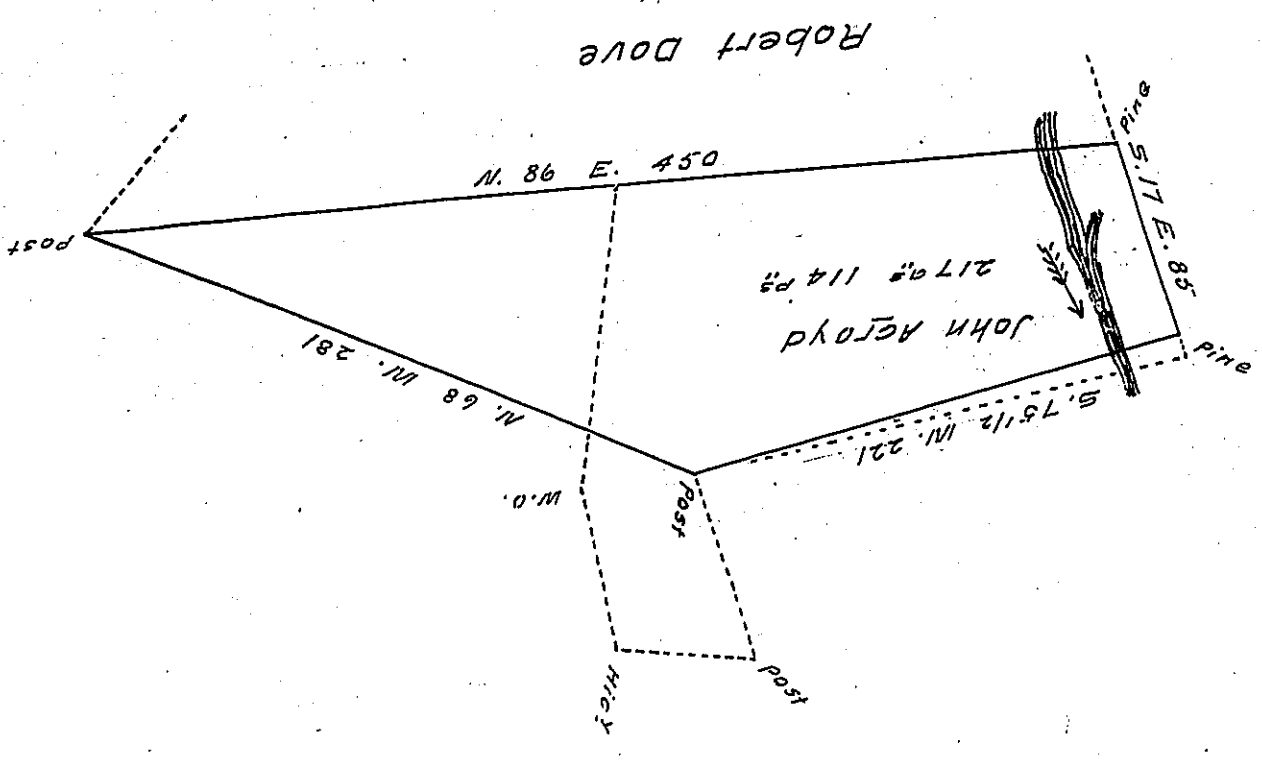 Robert Dove
Pine
S. 17 E. 85
N. 86 E. 450
Post
217 a.s 114 p.s
John Acroyd
Pine
S. 75 1/2 W. 221
N. 68 W. 281
Post
W.O.
post
Hic.y